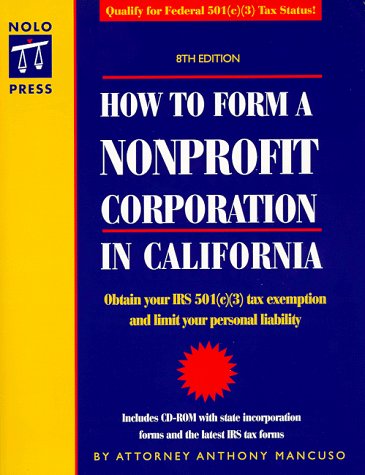 Qualify for Federal 501(c)(3) Tax Status!
NOLO
PRESS
8TH EDITION
HOW TO FORM A
NONPROFIT
CORPORATION
IN CALIFORNIA
Obtain your IRS 501(c)(3) tax exemption
and limit your personal liability
Includes CD-ROM with state incorporation
forms and the latest IRS tax forms
BY ATTORNEY ANTHONY MANCUSO